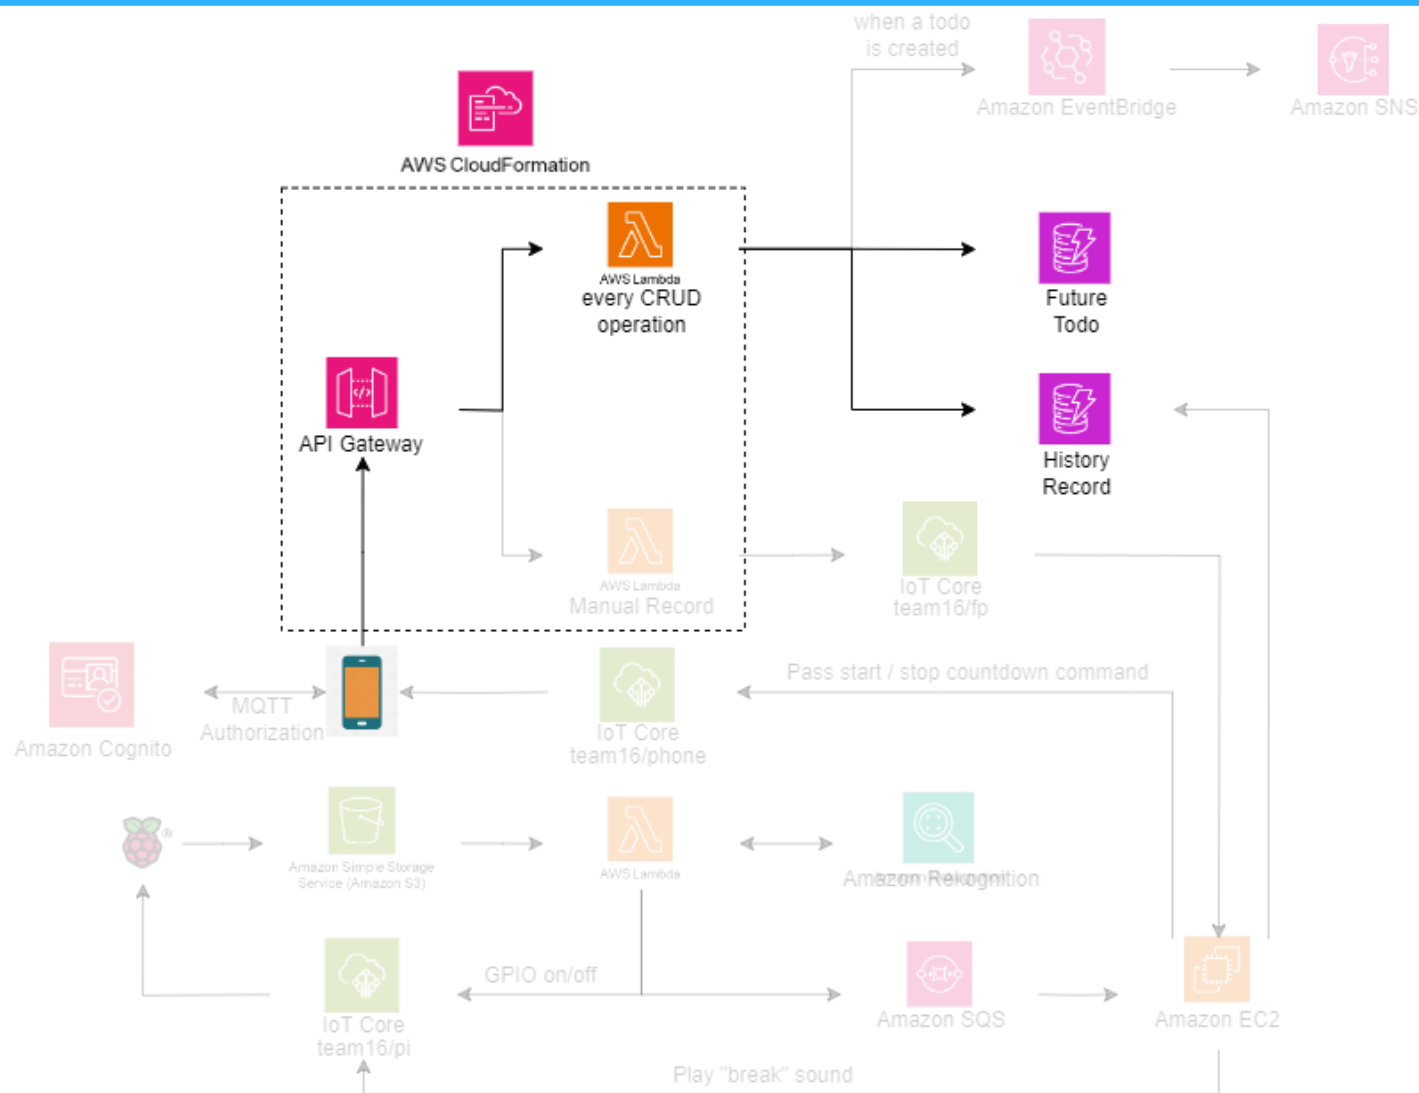 when a todo
is created
Amazon EventBridge
Amazon SNS
AWS CloudFormation
AWS Lambda
every CRUD
operation
Future
Todo
API Gateway
History
Record
AWS Lambda
Manual Record
IoT Core
team16/fp
Pass start / stop countdown command
MQTT
Authorization
Amazon Cognito
IoT Core
team16/phone
®
Amazon Simple Storage
Service (Amazon S3)
AWS Lambda
Amazon Rekognition
GPIO on/off
IoT Core
team16/pi
Amazon SQS
Amazon EC2
Play "break" sound